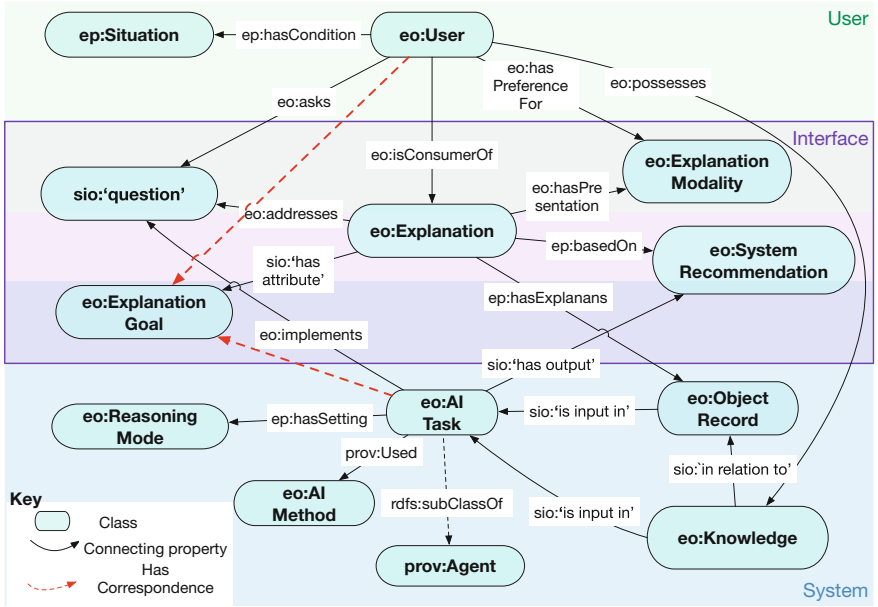 User
ep:Situation
ep:hasCondition
eo:User
eo:has
Preference
For
eo:possesses
eo:asks
Interface
eo:isConsumerOf
eo:Explanation
Modality
sio:‘question’
eo:hasPre
sentation
eo:addresses
eo:Explanation
ep:basedOn
eo:System
Recommendation
sio:‘has
attribute’
eo:Explanation
Goal
ep:hasExplanans
eo:implements
sio:‘has output’
eo:AI
Task
eo:Object
Record
sio:‘is input in’
eo:Reasoning
Mode
ep:hasSetting
prov:Used
sio:`in relation to’
eo:AI
Method
rdfs:subClassOf
sio:‘is input in’
eo:Knowledge
prov:Agent
Key
Class
Connecting property
Has
Correspondence
System